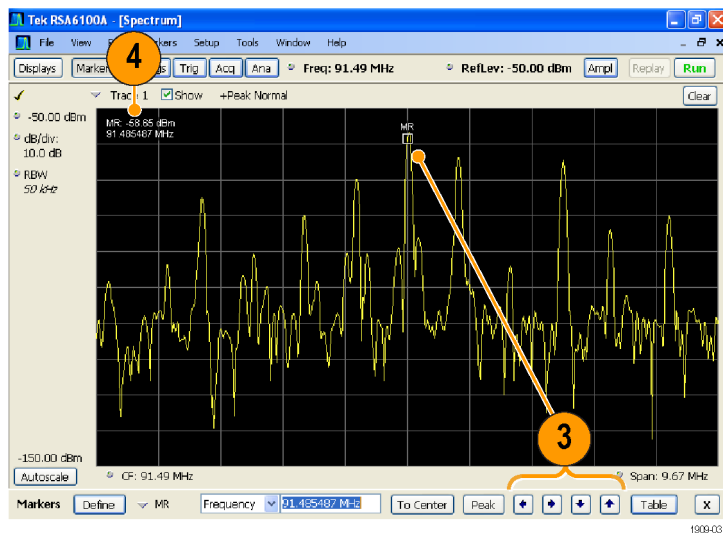 Tek RSA6100A - [Spectrum]
File View Markers Setup Tools Window Help
4
Displays Trig Acq Ana Freq: 91.49 MHz RefLev: -50.00 dBm Ampl Replay Run
Trace 1 Show +Peak Normal Clear
-50.00 dBm
dB/div:
10.0 dB
RBW
50 kHz
MR: -58.65 dBm
91.485487 MHz
MR
3
-150.00 dBm
Autoscale CF: 91.49 MHz Span: 9.67 MHz
Markers Define MR Frequency 91.485487 MHz To Center Peak Table X
1909-03